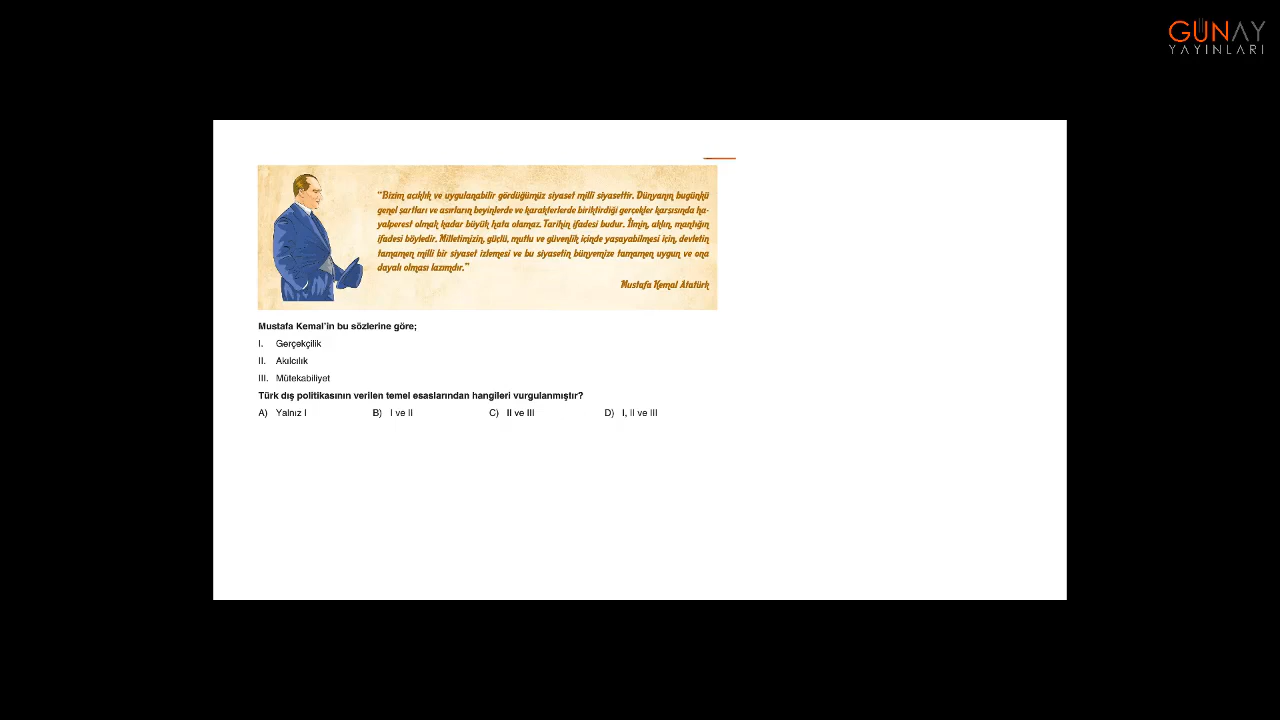 GÜNAY
YAYINLARI
"Bizim açıklık ve uygulanabilir gördüğümüz siyaset millî siyasettir. Dünyanın bugünkü
genel şartları ve asırların beyinlerde ve karakterlerde biriktirdiği gerçekler karşısında ha-
yalperest olmak kadar büyük hata olamaz. Tarihin ifadesi budur. İlmin, aklın, mantığın
ifadesi böyledir. Milletimizin, güçlü, mutlu ve güvenlik içinde yaşayabilmesi için, devletin
tamamen millî bir siyaset izlemesi ve bu siyasetin bünyemize tamamen uygun ve ona
dayalı olması lazımdır."
Mustafa Kemal Atatürk
Mustafa Kemal'in bu sözlerine göre;
I. Gerçekçilik
II. Akılcılık
III. Mütekabiliyet
Türk dış politikasının verilen temel esaslarından hangileri vurgulanmıştır?
A) Yalnız I B) I ve II C) II ve III D) I, II ve III